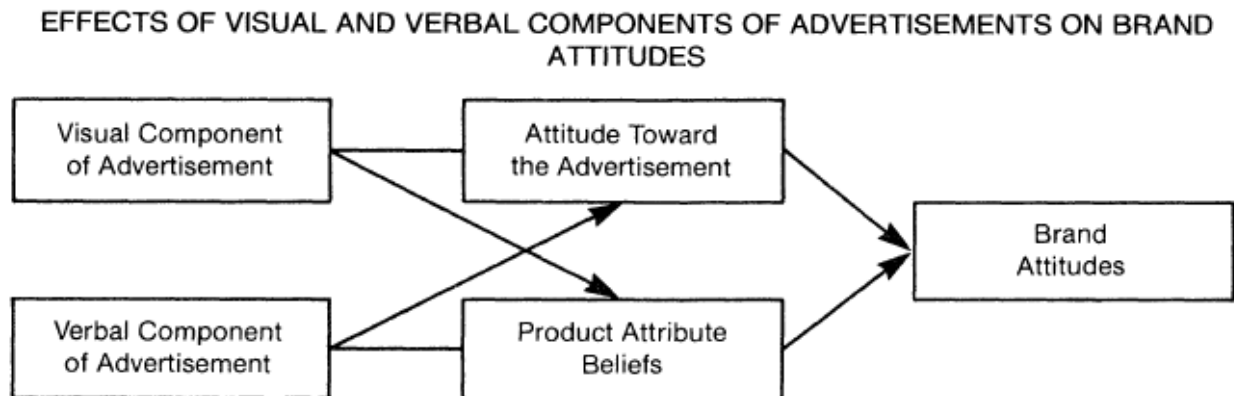 EFFECTS OF VISUAL AND VERBAL COMPONENTS OF ADVERTISEMENTS ON BRAND
ATTITUDES
Visual Component
of Advertisement
Attitude Toward
the Advertisement
Brand
Attitudes
Verbal Component
of Advertisement
Product Attribute
Beliefs